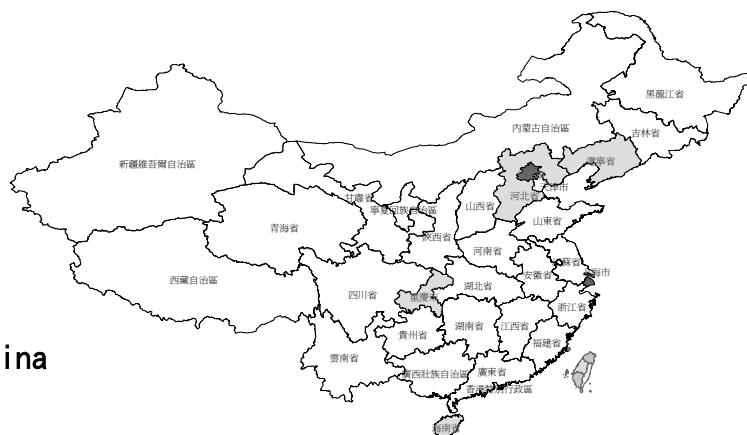 黑龍江省
內蒙古自治區
吉林省
新疆維吾爾自治區
遼寧省
天津市
河北省
甘肅省
寧夏回族自治區
山西省
山東省
青海省
陝西省
河南省
西藏自治區
安徽省
蘇省
海市
四川省
重慶市
湖北省
浙江省
貴州省
湖南省
江西省
福建省
ina
雲南省
廣西壯族自治區
廣東省
香港特別行政區
海南省